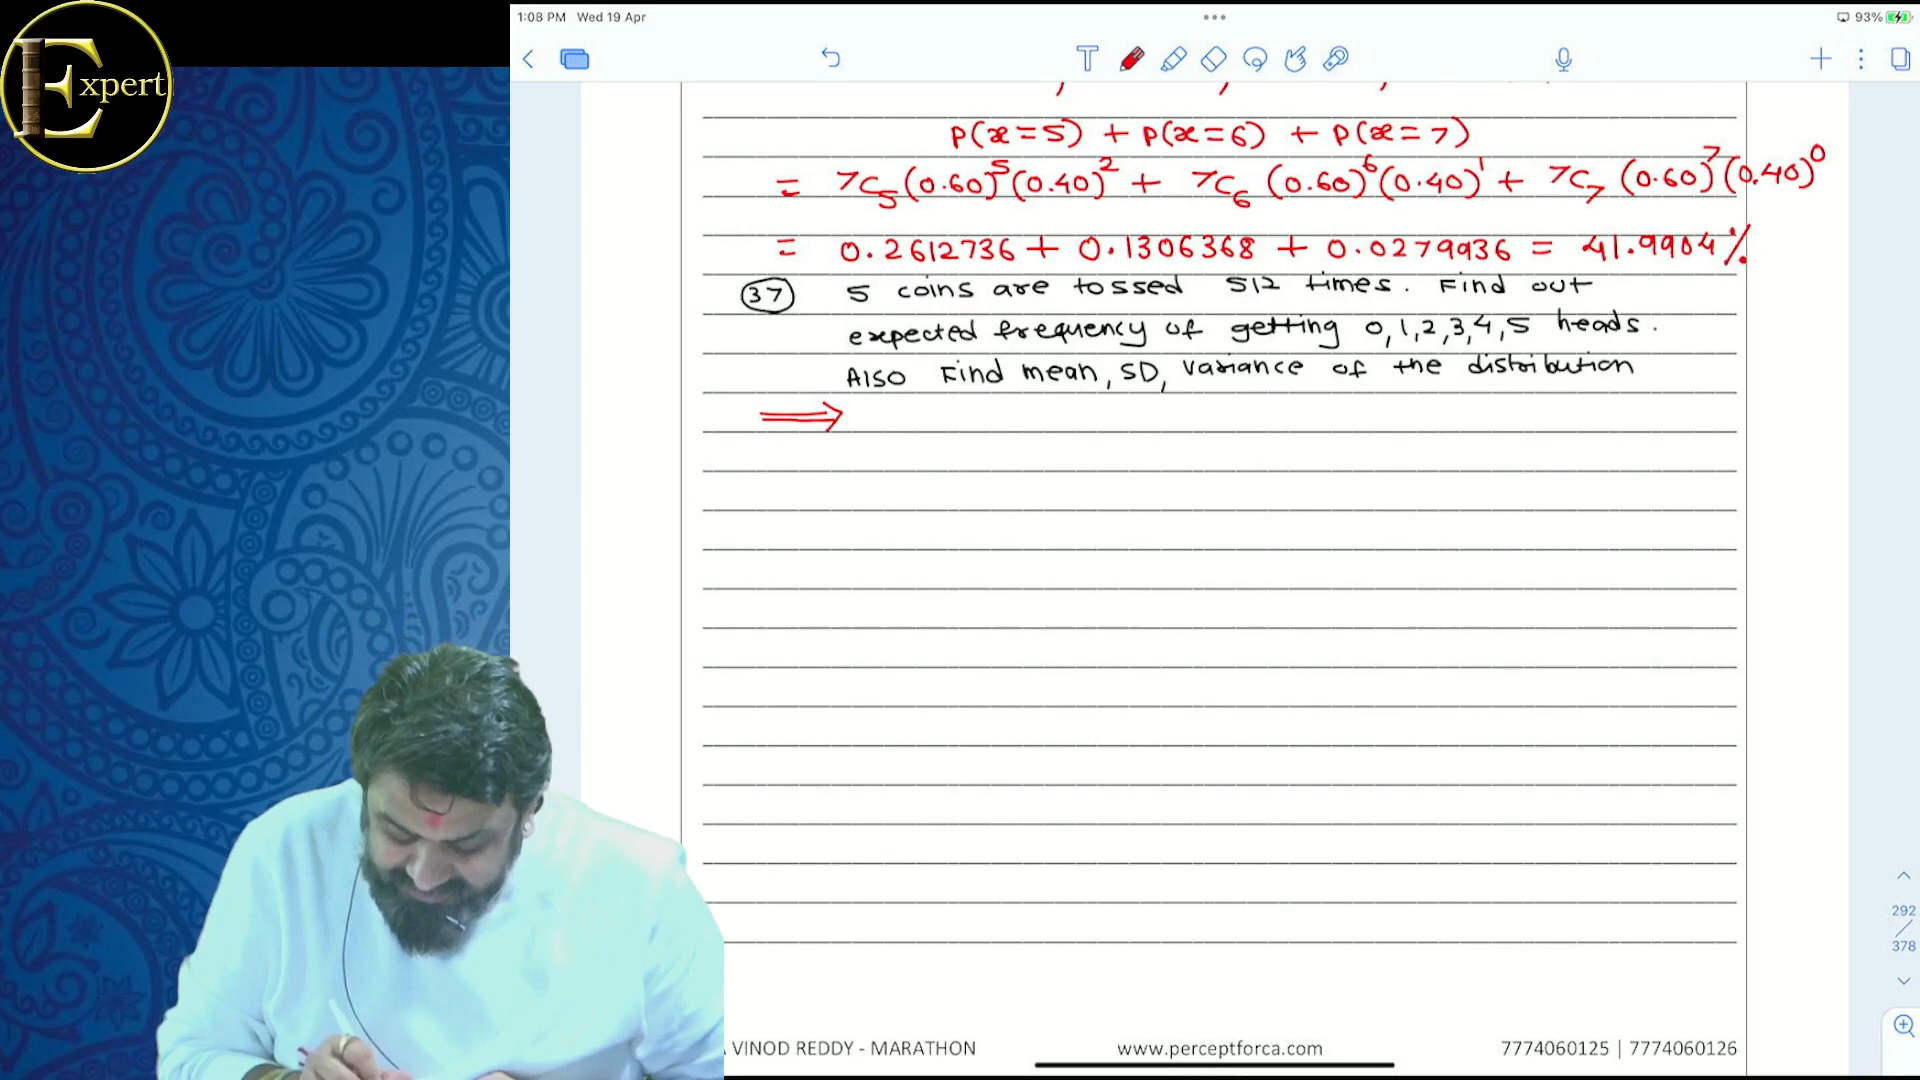 Expert
1:08 PM Wed 19 Apr
93%
P(x=5) + P(x=6) + P(x=7)
= 7C5 (0.60)^5 (0.40)^2 + 7C6 (0.60)^6 (0.40)^1 + 7C7 (0.60)^7 (0.40)^0
= 0.2612736 + 0.1306368 + 0.0279936 = 41.9904 %
(37) 5 coins are tossed 512 times. Find out
expected frequency of getting 0,1,2,3,4,5 heads.
Also Find mean, SD, variance of the distribution
⟹
292
378
VINOD REDDY - MARATHON www.perceptforca.com 7774060125 | 7774060126